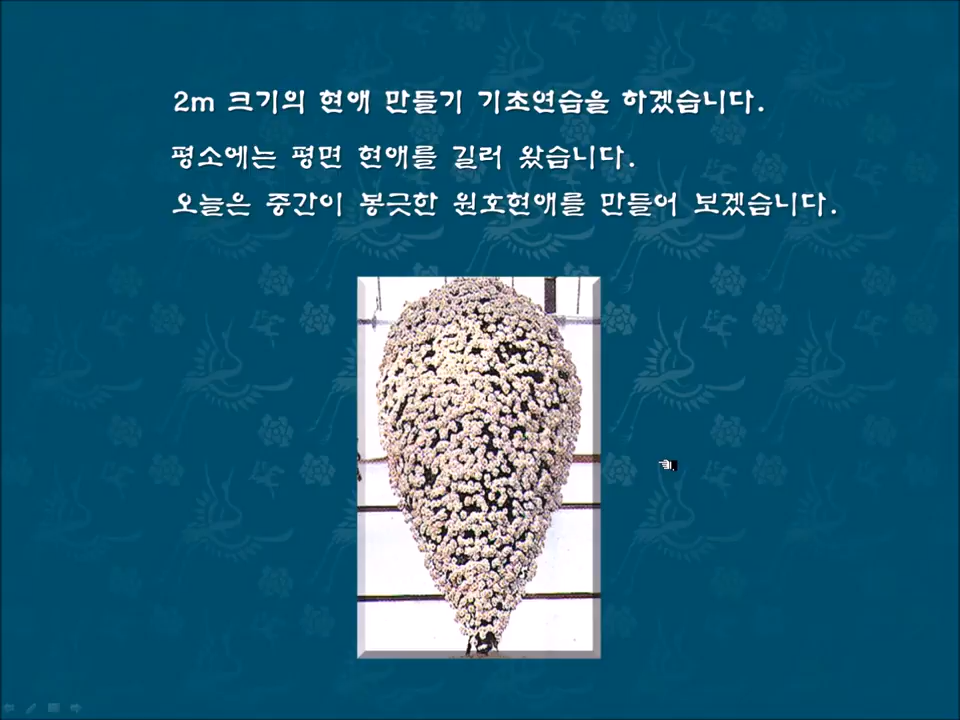 2m 크기의 현애 만들기 기초연습을 하겠습니다.
평소에는 평면 현애를 길러 왔습니다.
오늘은 중간이 봉긋한 원호현애를 만들어 보겠습니다.